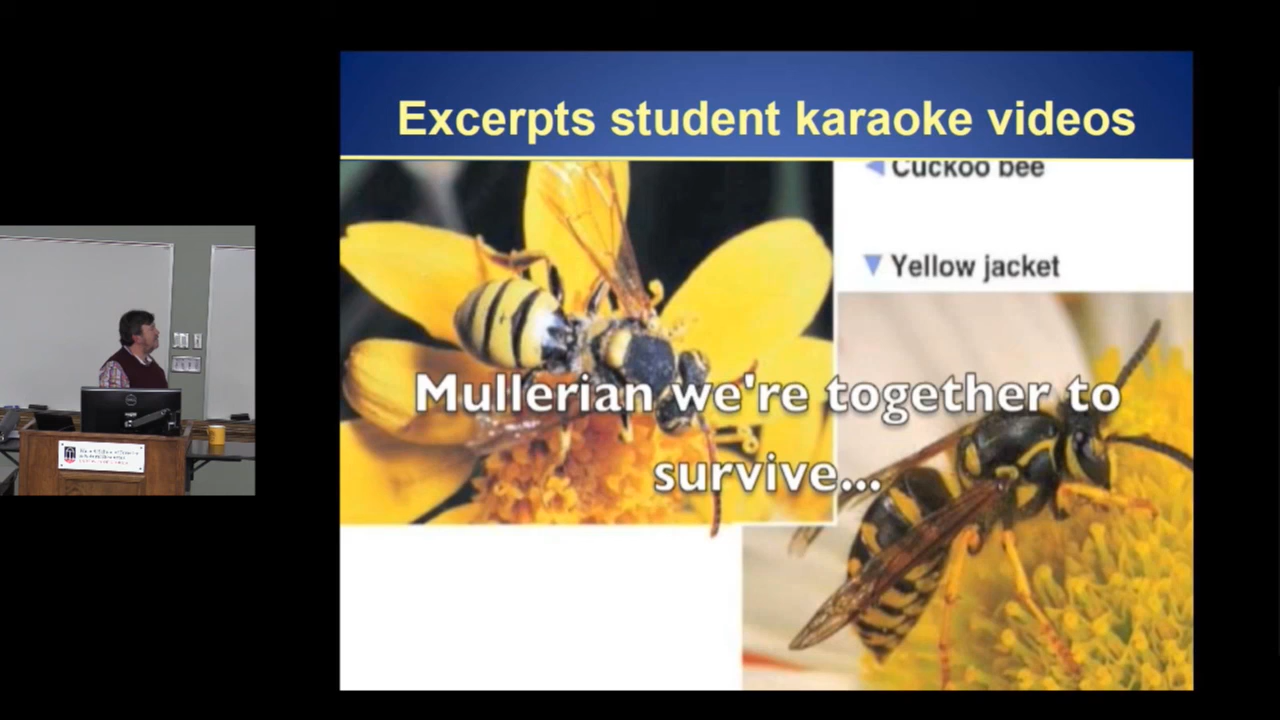 Excerpts student karaoke videos
Cuckoo bee
Yellow jacket
Mullerian we're together to
survive...